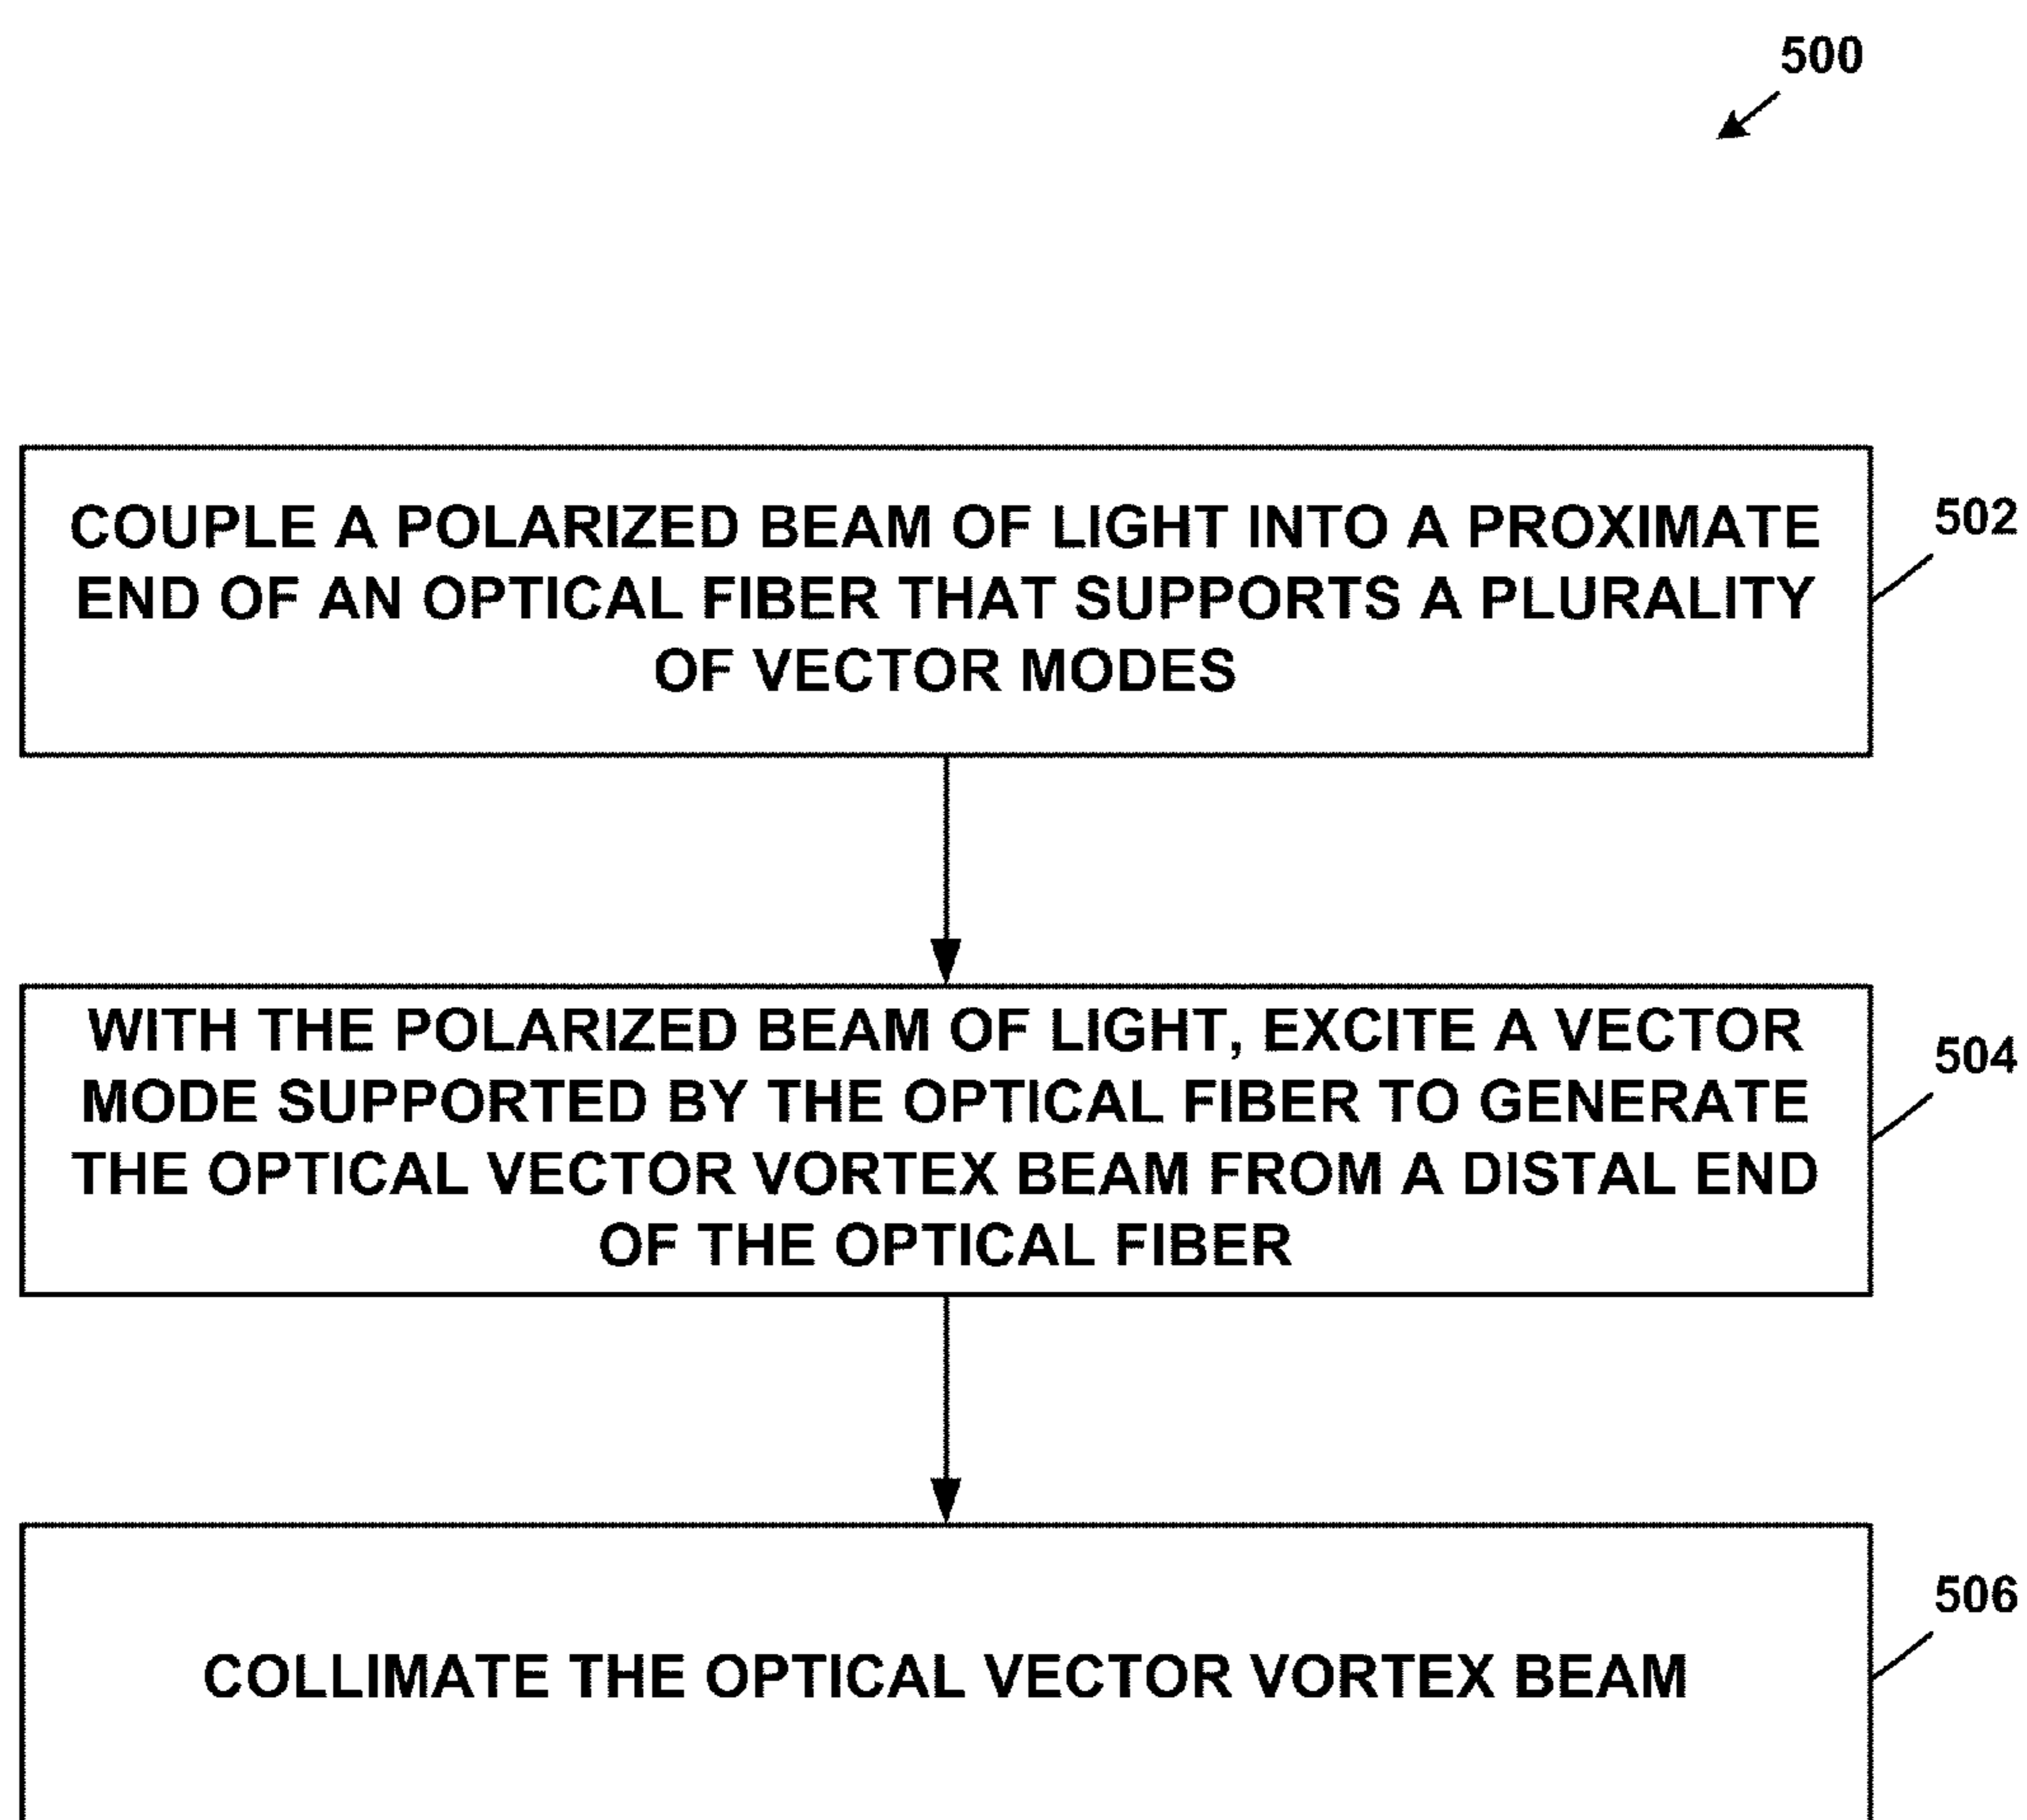 500
COUPLE A POLARIZED BEAM OF LIGHT INTO A PROXIMATE
END OF AN OPTICAL FIBER THAT SUPPORTS A PLURALITY
OF VECTOR MODES
502
WITH THE POLARIZED BEAM OF LIGHT, EXCITE A VECTOR
MODE SUPPORTED BY THE OPTICAL FIBER TO GENERATE
THE OPTICAL VECTOR VORTEX BEAM FROM A DISTAL END
OF THE OPTICAL FIBER
504
COLLIMATE THE OPTICAL VECTOR VORTEX BEAM
506